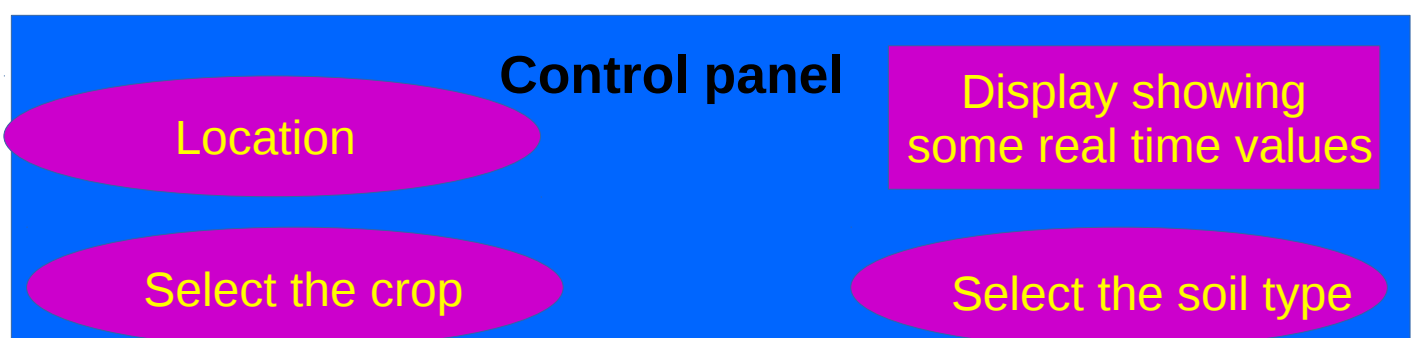 Control panel
Location
Display showing
some real time values
Select the crop
Select the soil type